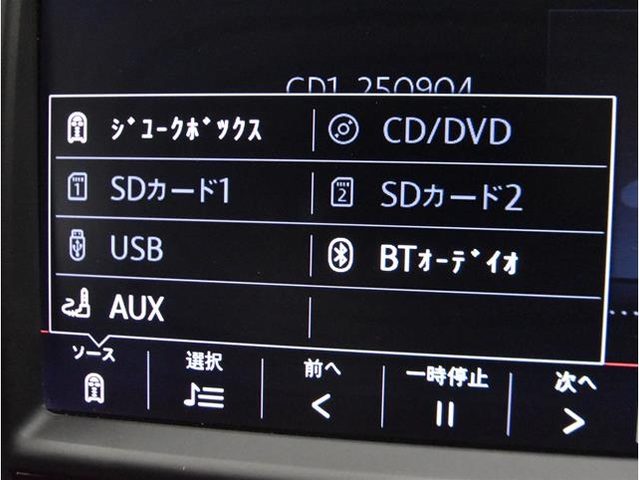 CD1 250904
ｼﾞｭｰｸﾎﾞｯｸｽ
CD/DVD
1
SDカード1
2
SDカード2
USB
BTｵｰﾃﾞｨｵ
AUX
ソース
選択
前へ
一時停止
次へ